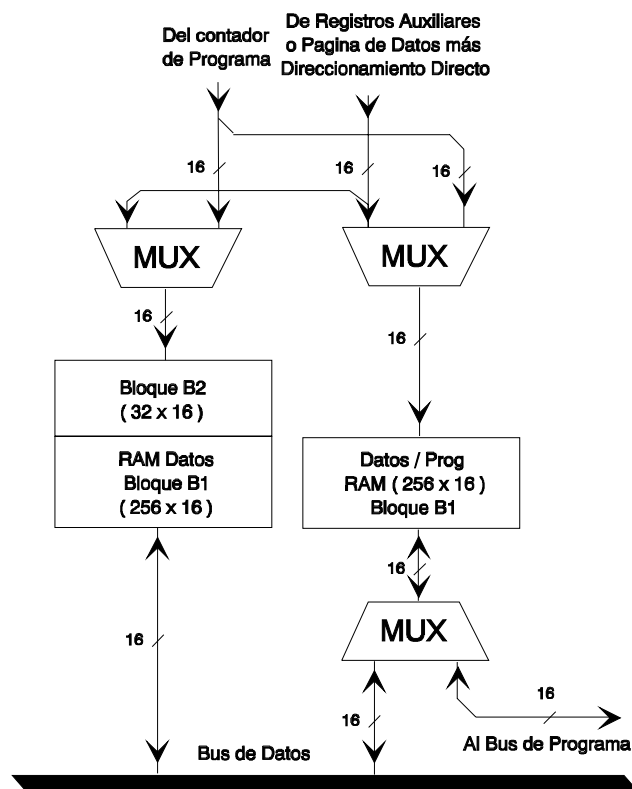 Del contador
de Programa
De Registros Auxiliares
o Pagina de Datos más
Direccionamiento Directo
16
16
16
MUX
MUX
16
16
Bloque B2
( 32 x 16 )
RAM Datos
Bloque B1
( 256 x 16 )
Datos / Prog
RAM ( 256 x 16 )
Bloque B1
16
MUX
16
16
16
Al Bus de Programa
Bus de Datos